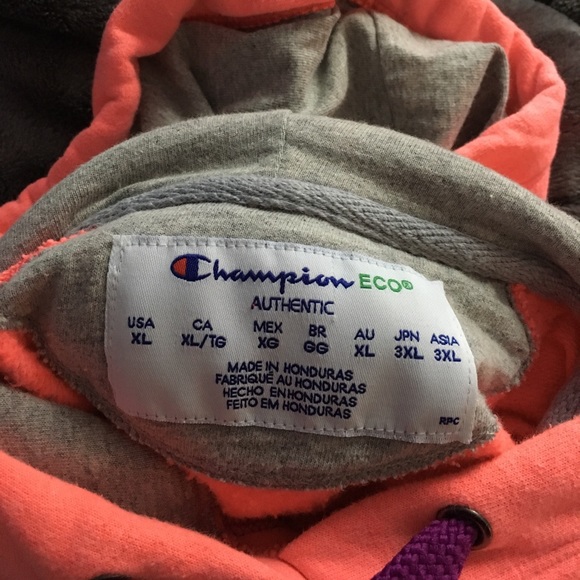 Champion ECO®
AUTHENTIC
USA CA MEX BR AU JPN ASIA
XL XL/TG XG GG XL 3XL 3XL
MADE IN HONDURAS
FABRIQUÉ AU HONDURAS
HECHO EN HONDURAS
FEITO EM HONDURAS
RPC